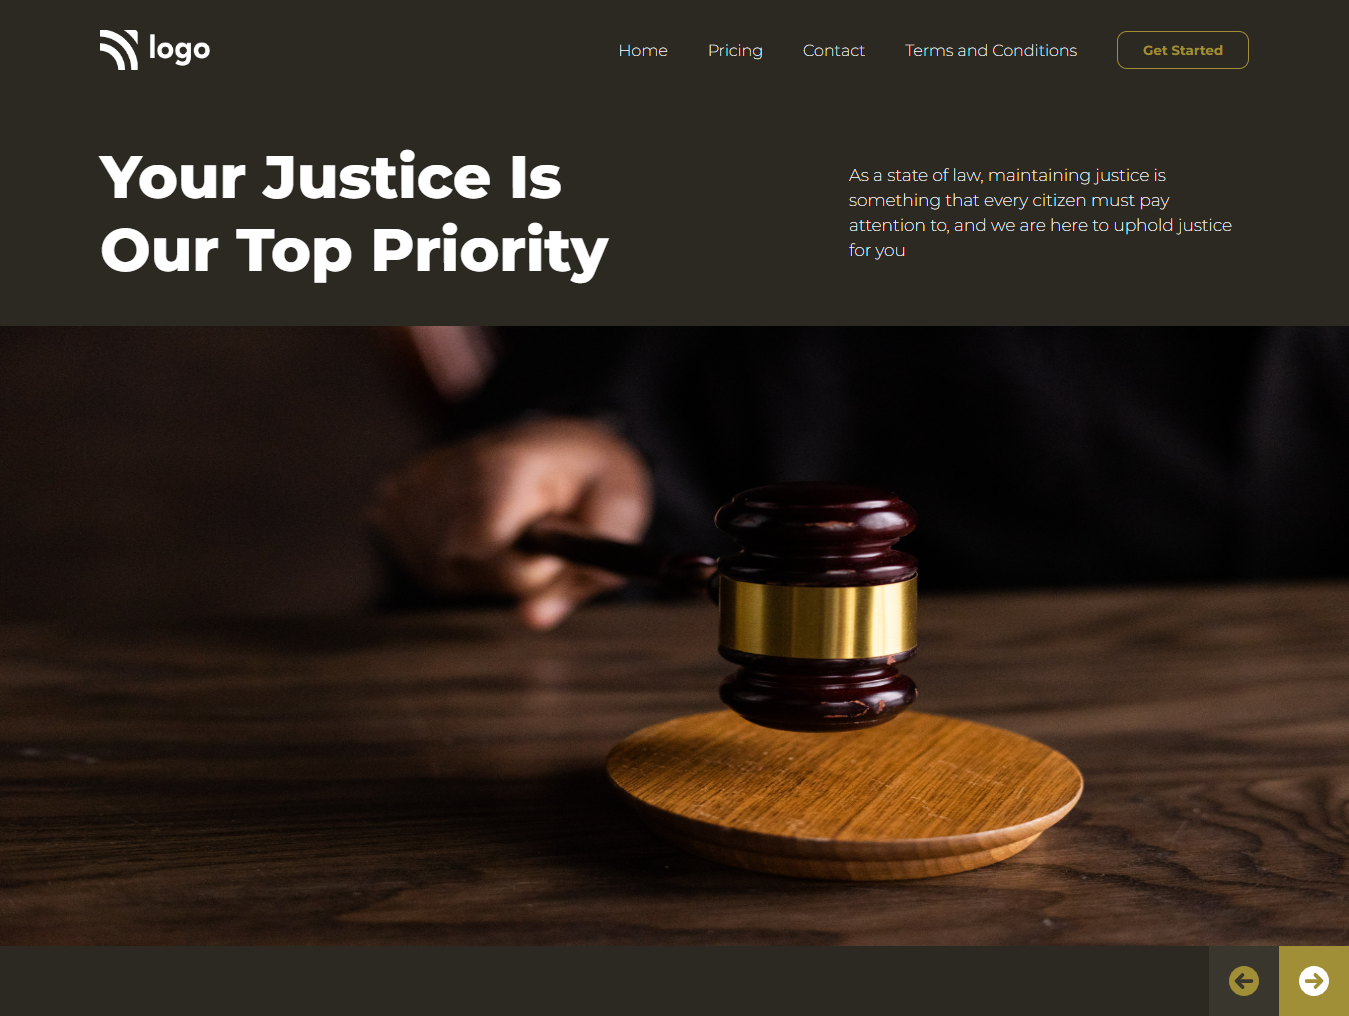 logo
Home Pricing Contact Terms and Conditions Get Started
Your Justice Is
Our Top Priority
As a state of law, maintaining justice is
something that every citizen must pay
attention to, and we are here to uphold justice
for you